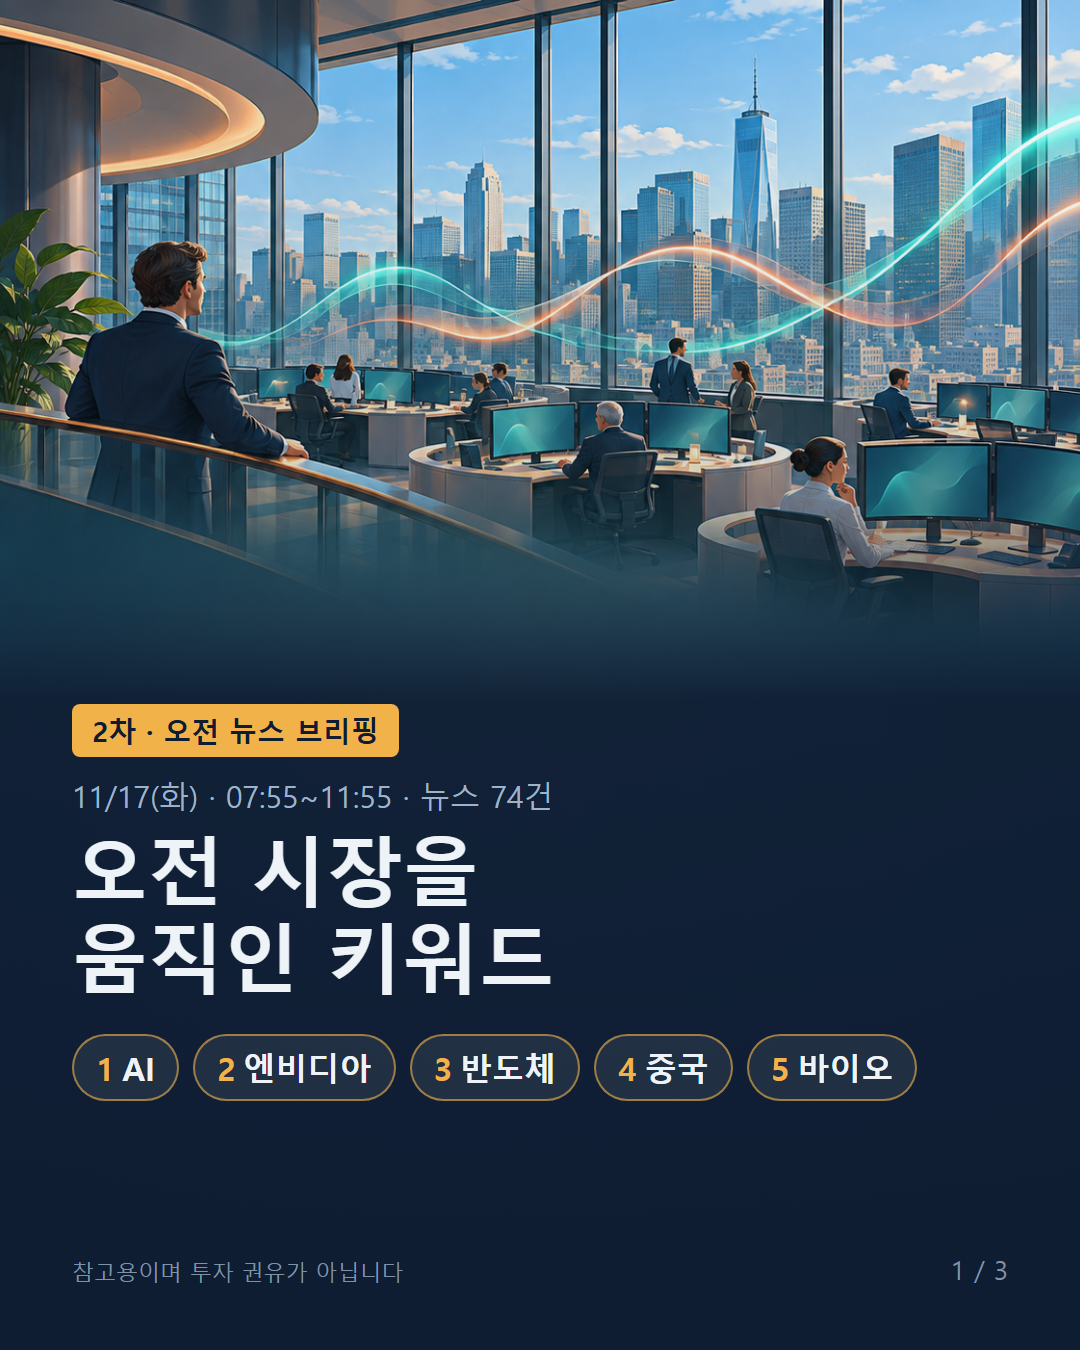 2차 · 오전 뉴스 브리핑
11/17(화) · 07:55~11:55 · 뉴스 74건
오전 시장을
움직인 키워드
1 AI 2 엔비디아 3 반도체 4 중국 5 바이오
참고용이며 투자 권유가 아닙니다 1 / 3